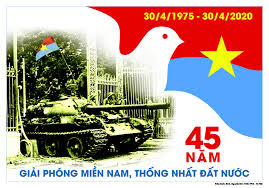 30/4/1975 - 30/4/2020
45
NĂM
GIẢI PHÓNG MIỀN NAM, THỐNG NHẤT ĐẤT NƯỚC